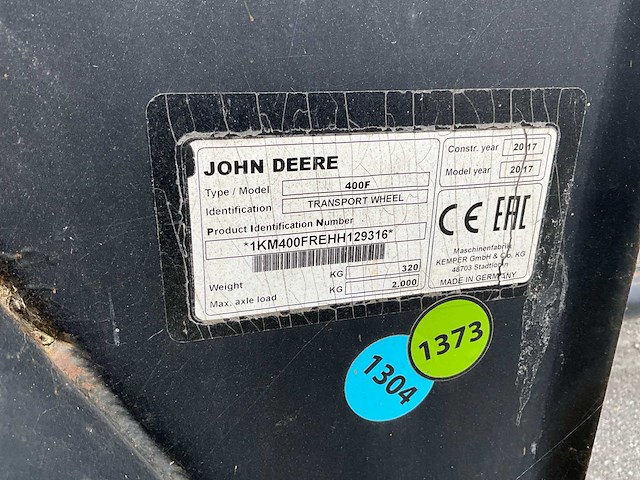 JOHN DEERE
Type / Model 400F
Identification TRANSPORT WHEEL
Product Identification Number
*1KM400FREHH129316*
Weight KG 320
Max. axle load KG 2.000
Constr. year 2017
Model year 2017
CE EAC
Maschinenfabrik
KEMPER GmbH & Co. KG
48703 Stadtlohn
MADE IN GERMANY
1373
1304